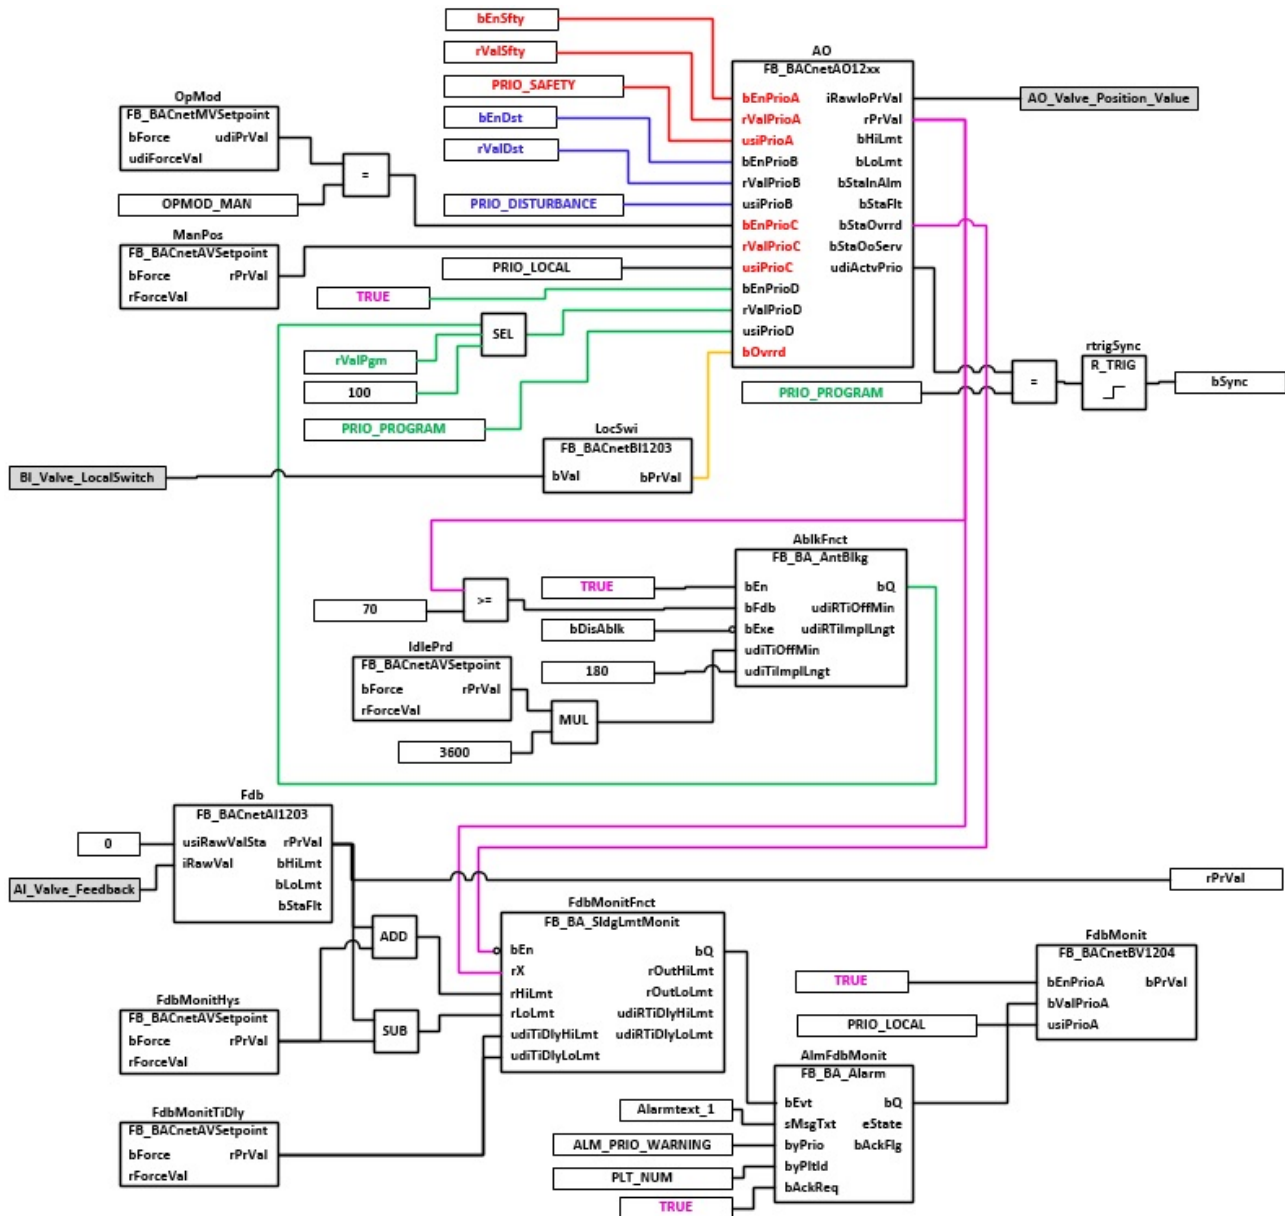 bEnSfty
rValSfty
PRIO_SAFETY
bEnDst
rValDst
PRIO_DISTURBANCE
AO
FB_BACnetAO12xx
bEnPrioA iRawIoPrVal
rValPrioA rPrVal
usiPrioA bHiLmt
bEnPrioB bLoLmt
rValPrioB bStaInAlm
usiPrioB bStaFlt
bEnPrioC bStaOvrrd
rValPrioC bStaOoServ
usiPrioC udiActvPrio
bEnPrioD
rValPrioD
usiPrioD
bOvrrd
AO_Valve_Position_Value
OpMod
FB_BACnetMVSetpoint
bForce udiPrVal
udiForceVal
=
OPMOD_MAN
ManPos
FB_BACnetAVSetpoint
bForce rPrVal
rForceVal
PRIO_LOCAL
TRUE
SEL
rValPgm
100
PRIO_PROGRAM
PRIO_PROGRAM
=
rtrigSync
R_TRIG
bSync
LocSwi
FB_BACnetBI1203
bVal bPrVal
BI_Valve_LocalSwitch
AblkFnct
FB_BA_AntBlkg
bEn bQ
bFdb udiRTiOffMin
bExe udiRTiImplLngt
udiTiOffMin
udiTiImplLngt
TRUE
>=
70
bDisAblk
180
IdlePrd
FB_BACnetAVSetpoint
bForce rPrVal
rForceVal
MUL
3600
Fdb
FB_BACnetAI1203
usiRawValSta rPrVal
iRawVal bHiLmt
bLoLmt
bStaFlt
0
AI_Valve_Feedback
rPrVal
ADD
SUB
FdbMonitFnct
FB_BA_SldgLmtMonit
bEn bQ
rX rOutHiLmt
rHiLmt rOutLoLmt
rLoLmt udiRTiDlyHiLmt
udiTiDlyHiLmt udiRTiDlyLoLmt
udiTiDlyLoLmt
FdbMonitHys
FB_BACnetAVSetpoint
bForce rPrVal
rForceVal
FdbMonitTiDly
FB_BACnetAVSetpoint
bForce rPrVal
rForceVal
FdbMonit
FB_BACnetBV1204
bEnPrioA bPrVal
bValPrioA
usiPrioA
TRUE
PRIO_LOCAL
AlmFdbMonit
FB_BA_Alarm
bEvt bQ
sMsgTxt eState
byPrio bAckFlg
byPltId
bAckReq
Alarmtext_1
ALM_PRIO_WARNING
PLT_NUM
TRUE